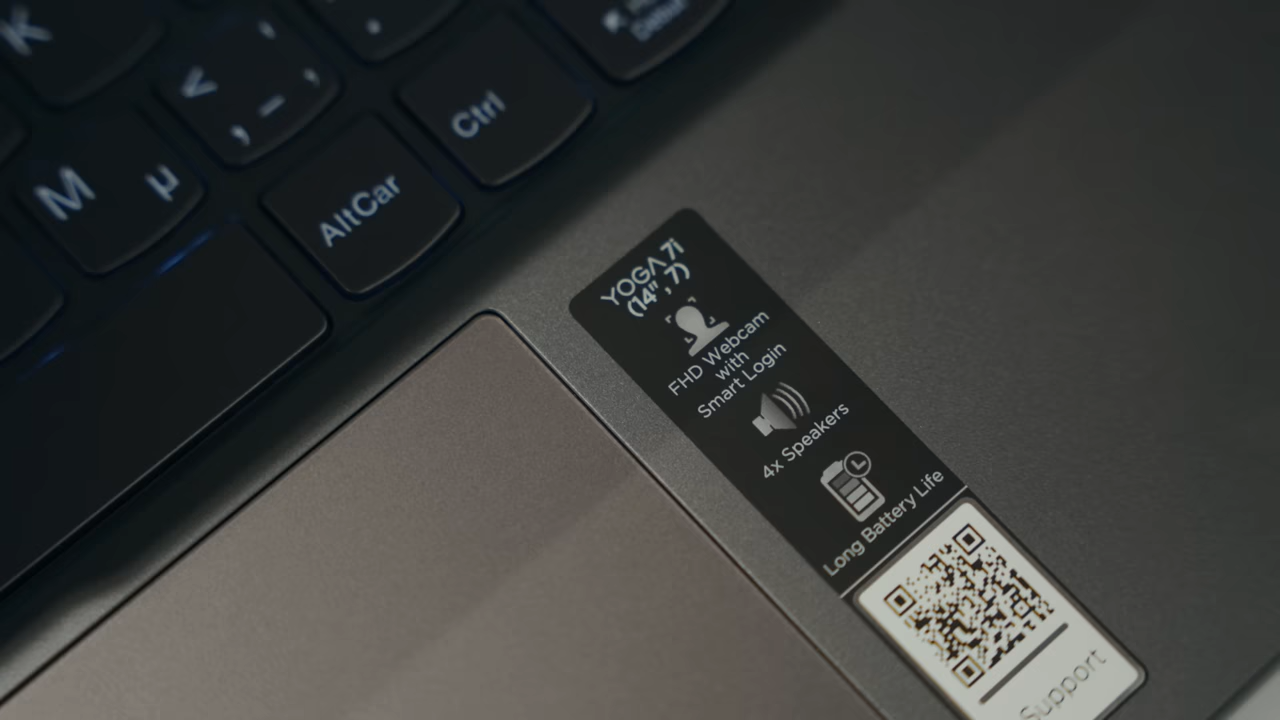 K
<
; ,
, _
M µ
AltCar
Ctrl
YOGA 7i
(14", 7)
FHD Webcam
with
Smart Login
4x Speakers
Long Battery Life
Support